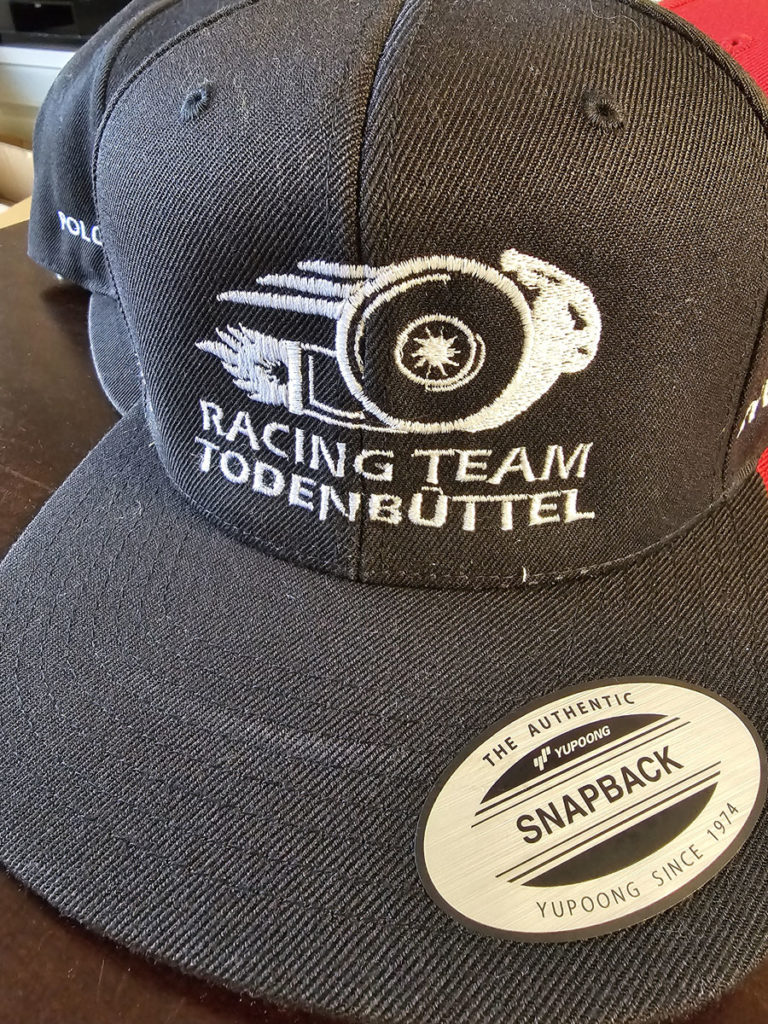 RACING TEAM
TODENBÜTTEL
THE AUTHENTIC
YUPOONG
SNAPBACK
YUPOONG SINCE 1974